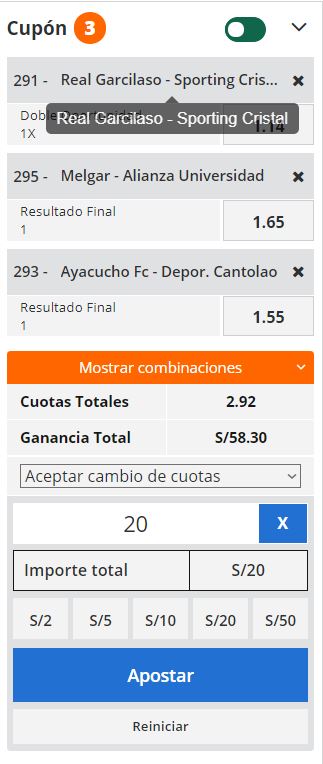 Cupón 3
291 - Real Garcilaso - Sporting Cris... ×
Doble Oportunidad
Real Garcilaso - Sporting Cristal
1X
1.14
295 - Melgar - Alianza Universidad ×
Resultado Final
1
1.65
293 - Ayacucho Fc - Depor. Cantolao ×
Resultado Final
1
1.55
Mostrar combinaciones
Cuotas Totales 2.92
Ganancia Total S/58.30
Aceptar cambio de cuotas
20 X
Importe total S/20
S/2 S/5 S/10 S/20 S/50
Apostar
Reiniciar